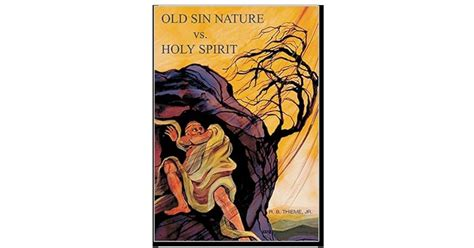 OLD SIN NATURE
vs.
HOLY SPIRIT
R. B. THIEME, JR.